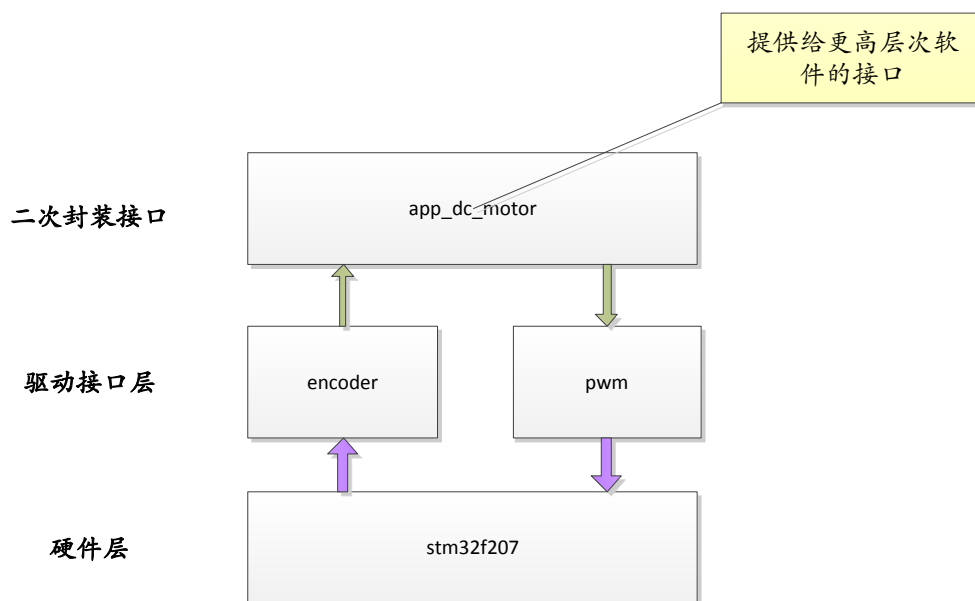 提供给更高层次软
件的接口
二次封装接口
app_dc_motor
驱动接口层
encoder
pwm
硬件层
stm32f207